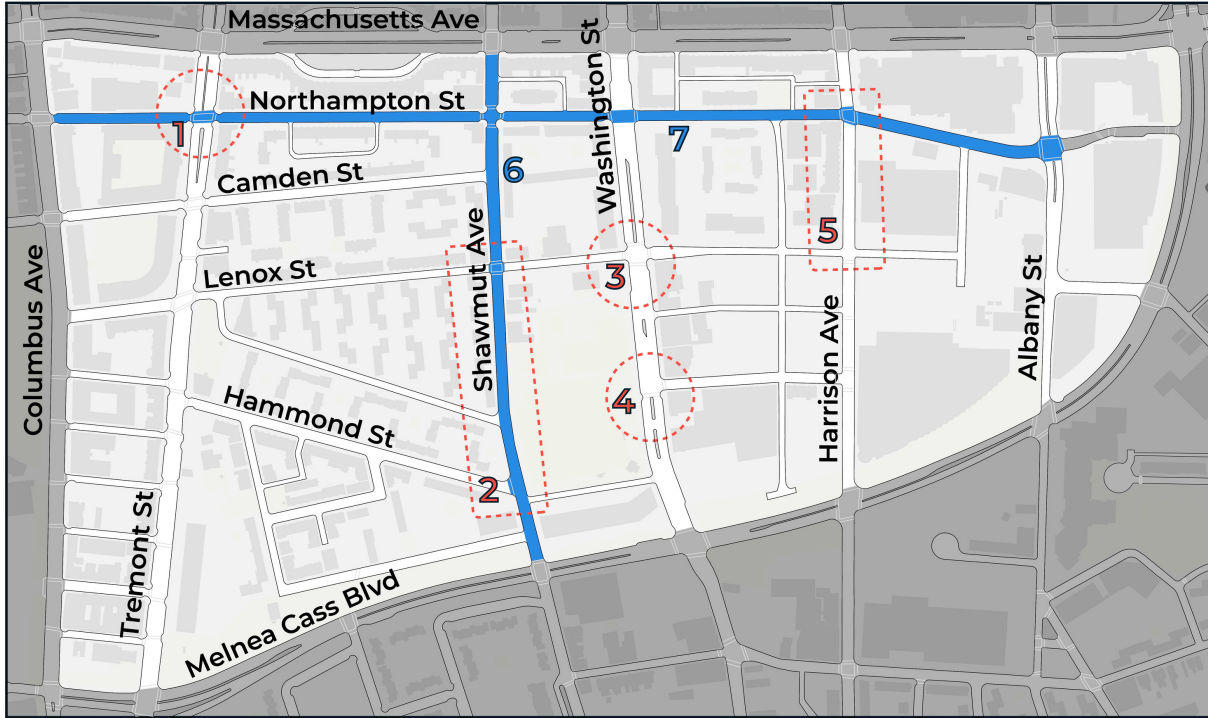 Massachusetts Ave
Washington St
Northampton St
1
7
6
Camden St
5
Columbus Ave
Lenox St
Shawmut Ave
3
Harrison Ave
Albany St
Hammond St
4
2
Tremont St
Melnea Cass Blvd